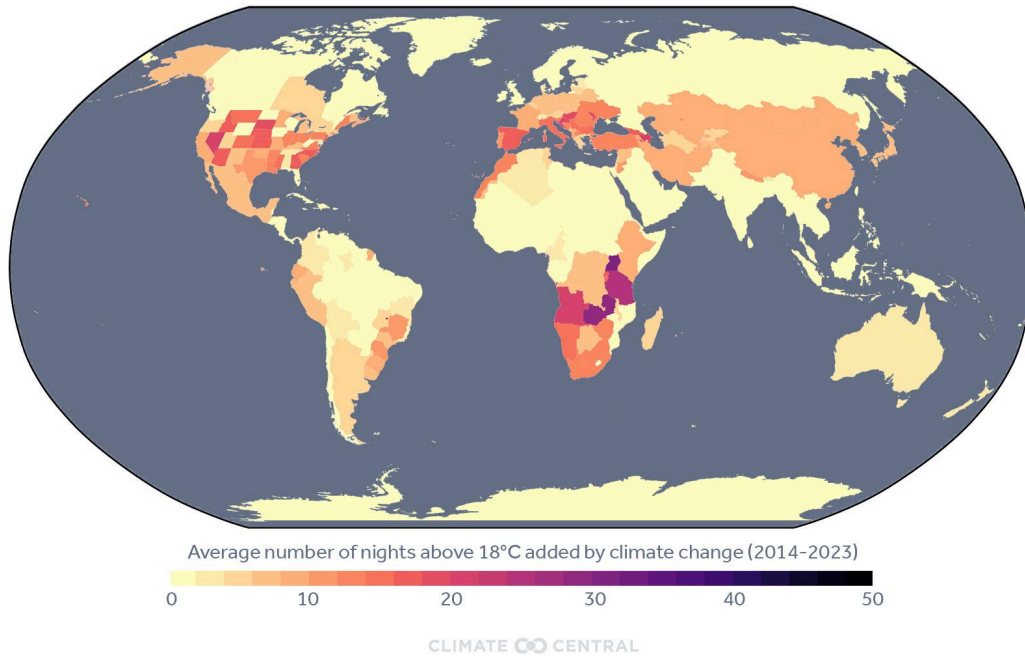 Average number of nights above 18°C added by climate change (2014-2023)
0 10 20 30 40 50
CLIMATE CENTRAL